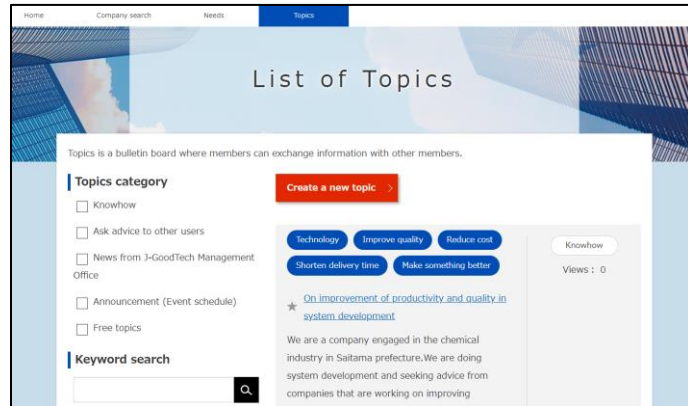 Home Company search Needs Topics
List of Topics
Topics is a bulletin board where members can exchange information with other members.
Topics category
Knowhow
Ask advice to other users
News from J-GoodTech Management
Office
Announcement (Event schedule)
Free topics
Keyword search
Create a new topic
Technology Improve quality Reduce cost
Shorten delivery time Make something better
On improvement of productivity and quality in
system development
We are a company engaged in the chemical
industry in Saitama prefecture.We are doing
system development and seeking advice from
companies that are working on improving
Knowhow
Views : 0